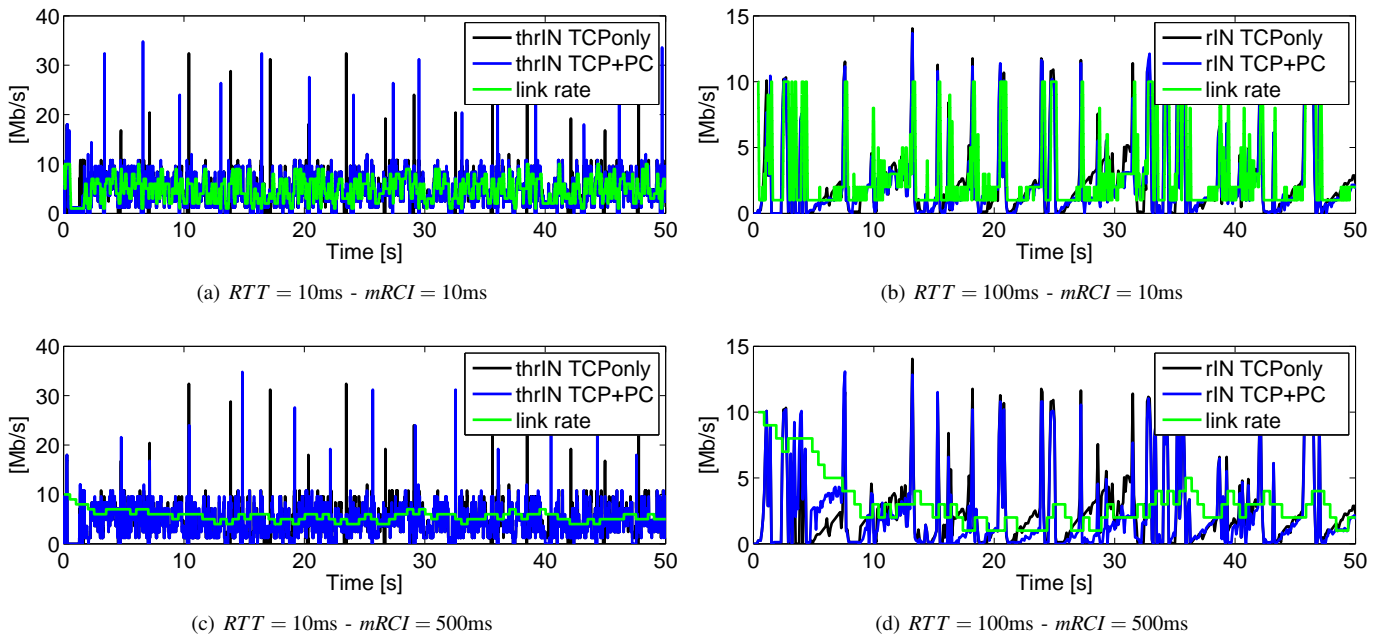 40
30
20
10
0
[Mb/s]
thrIN TCPonly
thrIN TCP+PC
link rate
0 10 20 30 40 50
Time [s]
(a) RTT = 10ms - mRCI = 10ms
15
10
5
0
[Mb/s]
rIN TCPonly
rIN TCP+PC
link rate
0 10 20 30 40 50
Time [s]
(b) RTT = 100ms - mRCI = 10ms
40
30
20
10
0
[Mb/s]
thrIN TCPonly
thrIN TCP+PC
link rate
0 10 20 30 40 50
Time [s]
(c) RTT = 10ms - mRCI = 500ms
15
10
5
0
[Mb/s]
rIN TCPonly
rIN TCP+PC
link rate
0 10 20 30 40 50
Time [s]
(d) RTT = 100ms - mRCI = 500ms